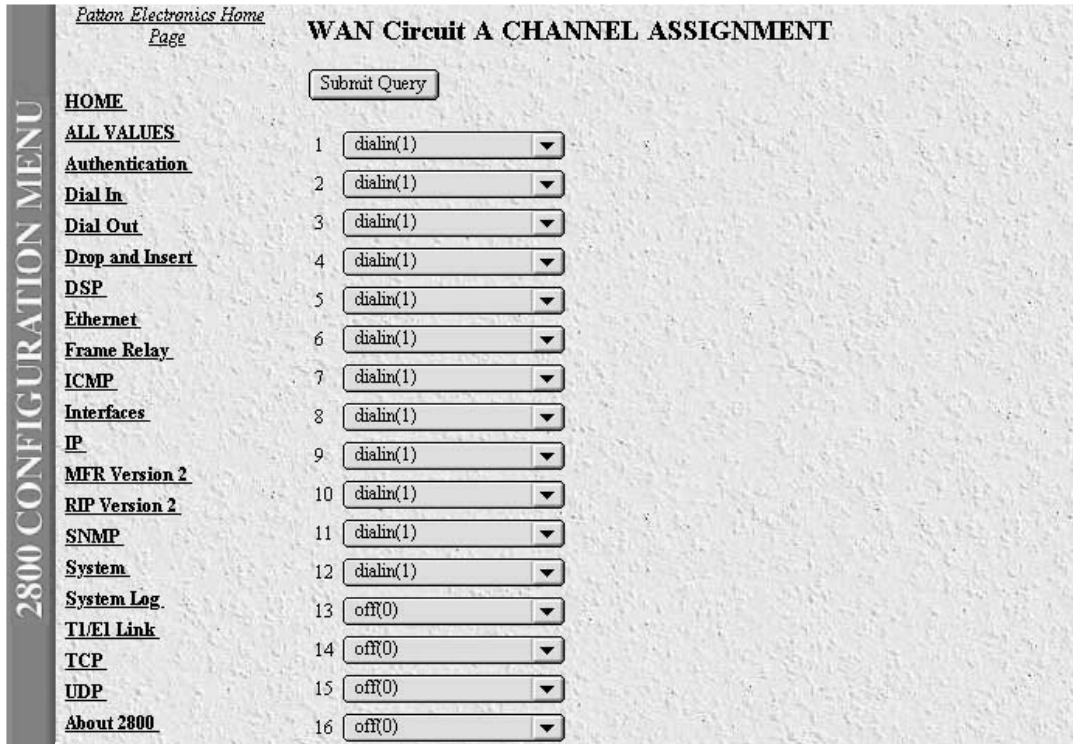 2800 CONFIGURATION MENU
Patton Electronics Home
Page
HOME
ALL VALUES
Authentication
Dial In
Dial Out
Drop and Insert
DSP
Ethernet
Frame Relay
ICMP
Interfaces
IP
MFR Version 2
RIP Version 2
SNMP
System
System Log
T1/E1 Link
TCP
UDP
About 2800
WAN Circuit A CHANNEL ASSIGNMENT
Submit Query
1 dialin(1)
2 dialin(1)
3 dialin(1)
4 dialin(1)
5 dialin(1)
6 dialin(1)
7 dialin(1)
8 dialin(1)
9 dialin(1)
10 dialin(1)
11 dialin(1)
12 dialin(1)
13 off(0)
14 off(0)
15 off(0)
16 off(0)